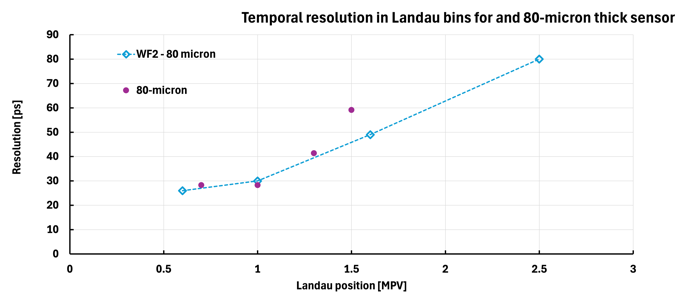 Temporal resolution in Landau bins for and 80-micron thick sensor
90
80
70
60
50
40
30
20
10
0
WF2 - 80 micron
80-micron
Resolution [ps]
0 0.5 1 1.5 2 2.5 3
Landau position [MPV]